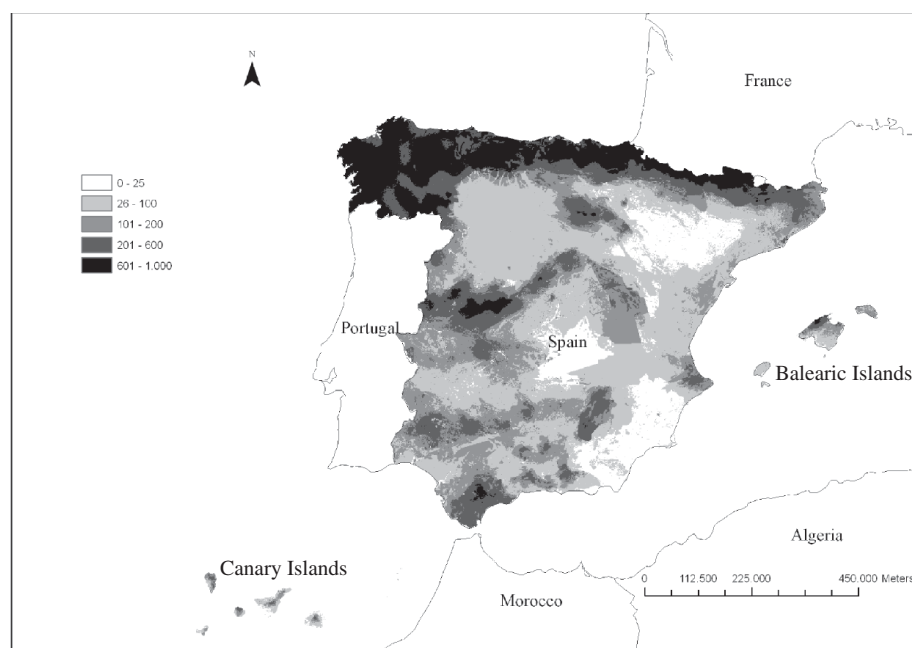 N
France
0 - 25
26 - 100
101 - 200
201 - 600
601 - 1.000
Portugal
Spain
Balearic Islands
Algeria
Canary Islands
0 112.500 225.000 450.000 Meters
Morocco